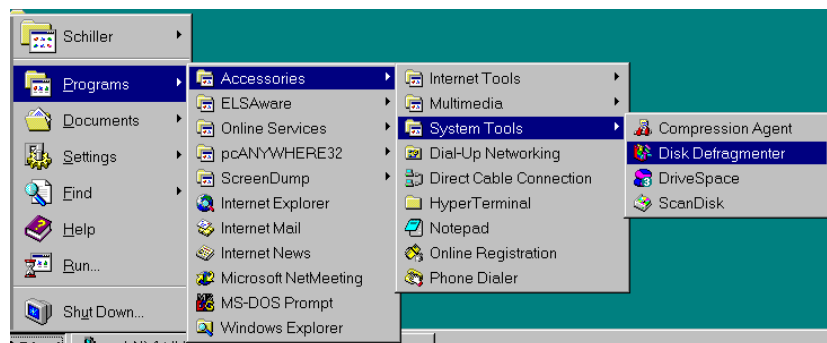 Schiller
Programs
Documents
Settings
Find
Help
Run...
Shut Down...
Accessories
ELSAware
Online Services
pcANYWHERE32
ScreenDump
Internet Explorer
Internet Mail
Internet News
Microsoft NetMeeting
MS-DOS Prompt
Windows Explorer
Internet Tools
Multimedia
System Tools
Dial-Up Networking
Direct Cable Connection
HyperTerminal
Notepad
Online Registration
Phone Dialer
Compression Agent
Disk Defragmenter
DriveSpace
ScanDisk